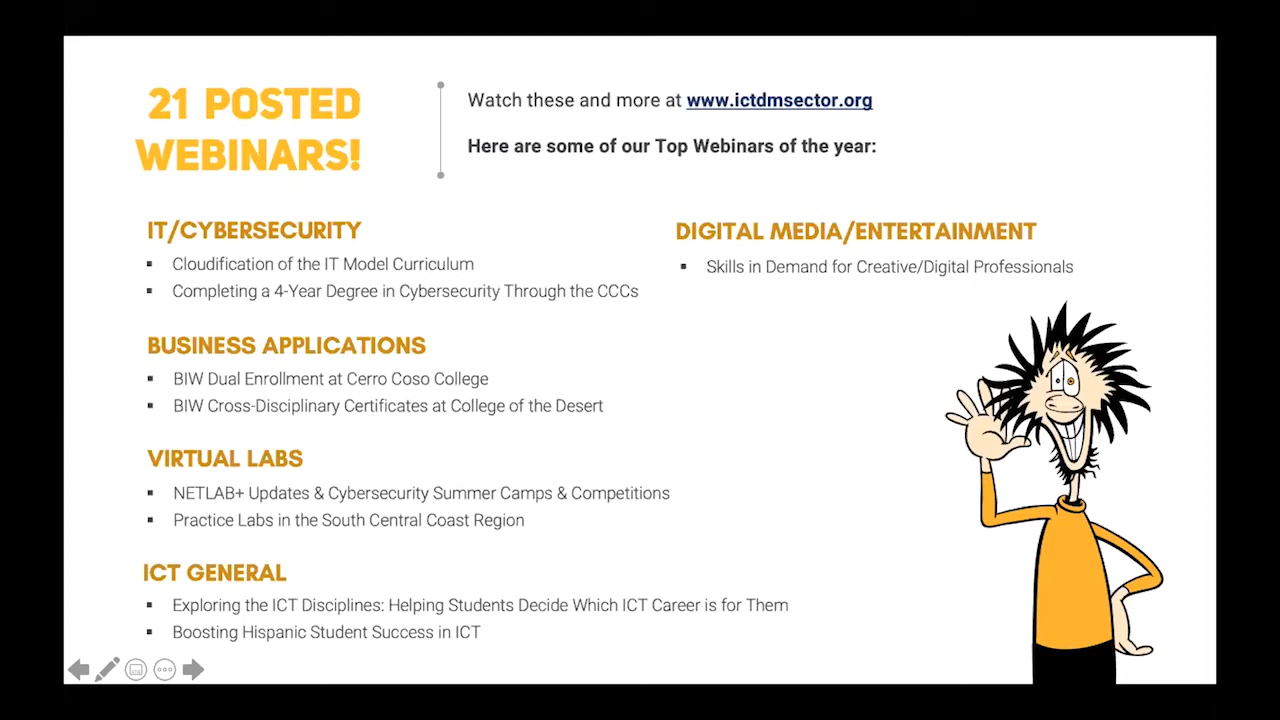 21 POSTED
WEBINARS!
Watch these and more at www.ictdmsector.org
Here are some of our Top Webinars of the year:
IT/CYBERSECURITY
▪ Cloudification of the IT Model Curriculum
▪ Completing a 4-Year Degree in Cybersecurity Through the CCCs
BUSINESS APPLICATIONS
▪ BIW Dual Enrollment at Cerro Coso College
▪ BIW Cross-Disciplinary Certificates at College of the Desert
VIRTUAL LABS
▪ NETLAB+ Updates & Cybersecurity Summer Camps & Competitions
▪ Practice Labs in the South Central Coast Region
ICT GENERAL
▪ Exploring the ICT Disciplines: Helping Students Decide Which ICT Career is for Them
▪ Boosting Hispanic Student Success in ICT
DIGITAL MEDIA/ENTERTAINMENT
▪ Skills in Demand for Creative/Digital Professionals